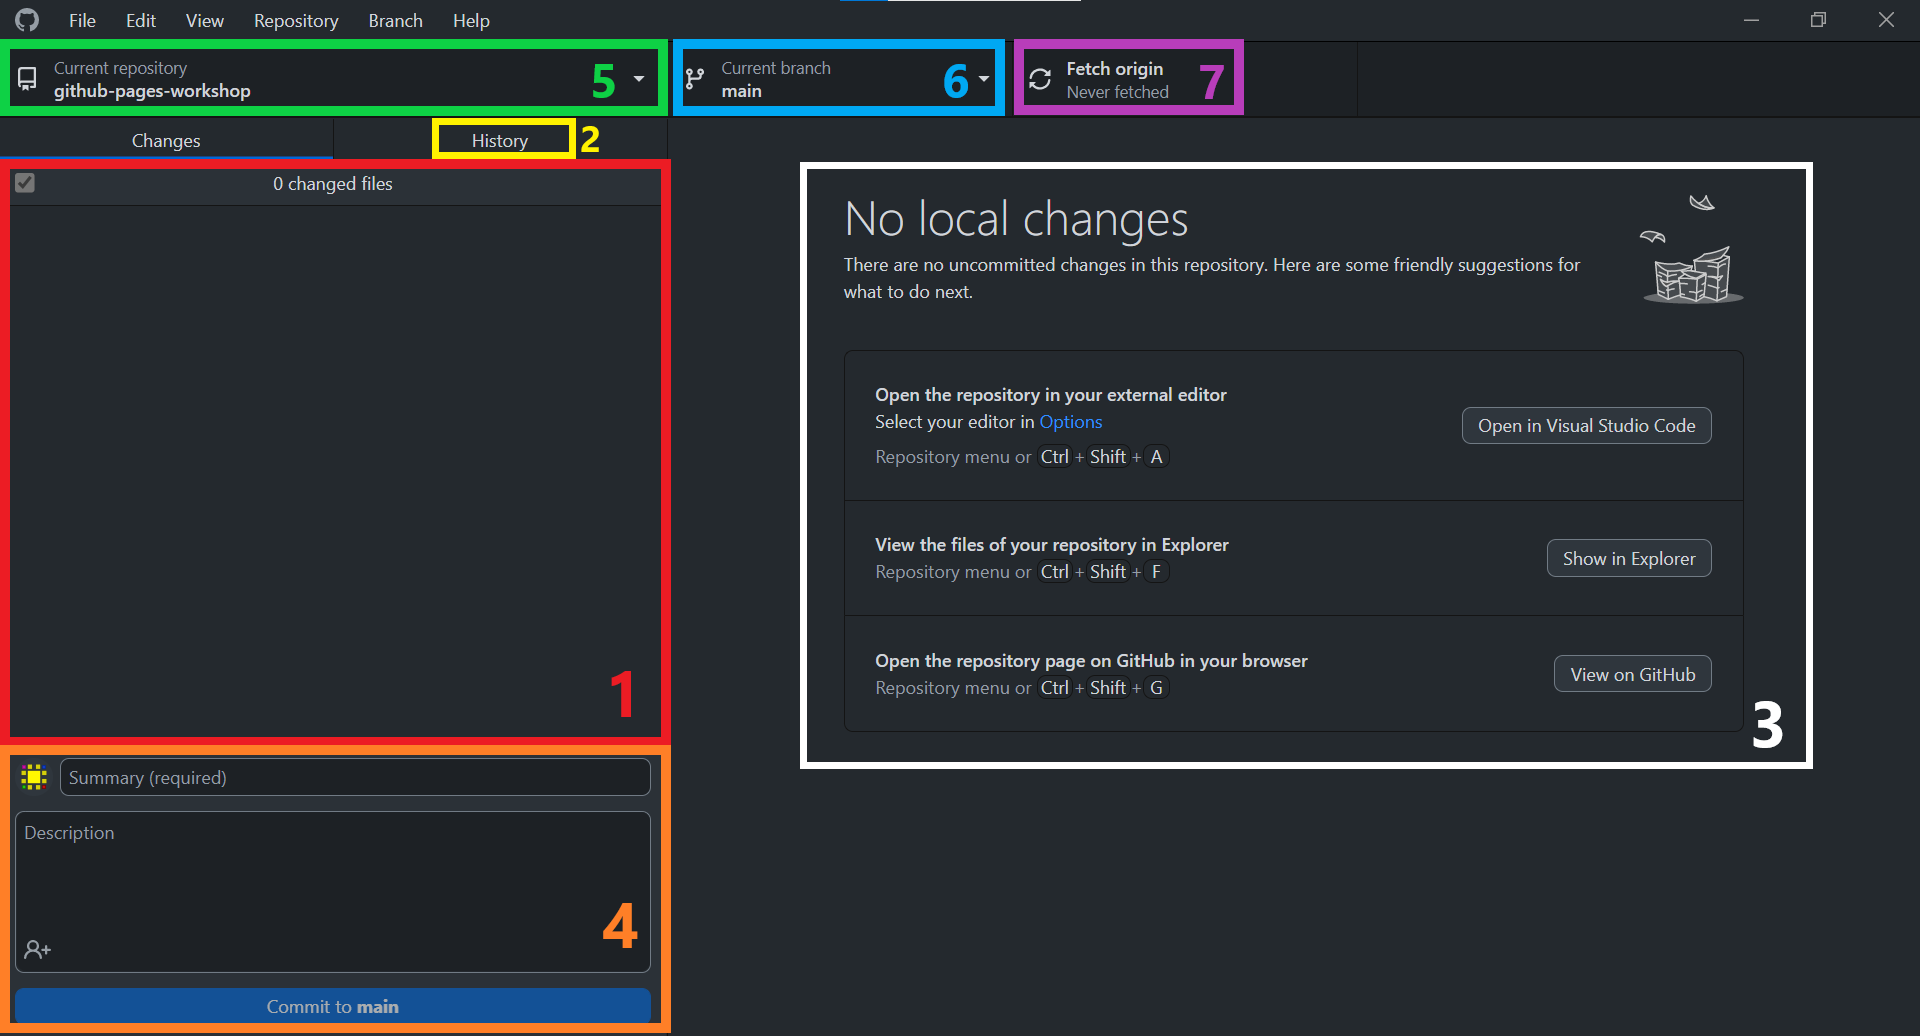 File Edit View Repository Branch Help
Current repository
github-pages-workshop
5
Current branch
main
6
Fetch origin
Never fetched
7
Changes
History
2
0 changed files
1
No local changes
There are no uncommitted changes in this repository. Here are some friendly suggestions for
what to do next.
Open the repository in your external editor
Select your editor in Options
Repository menu or Ctrl + Shift + A
Open in Visual Studio Code
View the files of your repository in Explorer
Repository menu or Ctrl + Shift + F
Show in Explorer
Open the repository page on GitHub in your browser
Repository menu or Ctrl + Shift + G
View on GitHub
3
Summary (required)
Description
4
Commit to main